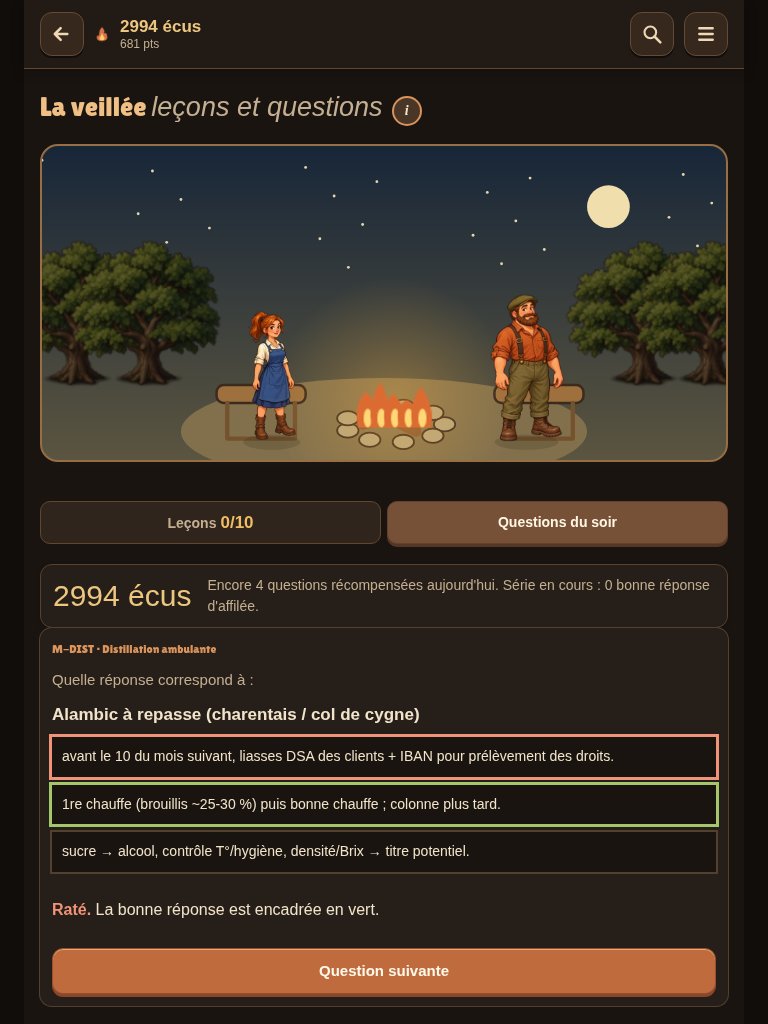 2994 écus
681 pts
La veillée leçons et questions i
Leçons 0/10
Questions du soir
2994 écus
Encore 4 questions récompensées aujourd'hui. Série en cours : 0 bonne réponse
d'affilée.
M-DIST · Distillation ambulante
Quelle réponse correspond à :
Alambic à repasse (charentais / col de cygne)
avant le 10 du mois suivant, liasses DSA des clients + IBAN pour prélèvement des droits.
1re chauffe (brouillis ~25-30 %) puis bonne chauffe ; colonne plus tard.
sucre → alcool, contrôle T°/hygiène, densité/Brix → titre potentiel.
Raté. La bonne réponse est encadrée en vert.
Question suivante